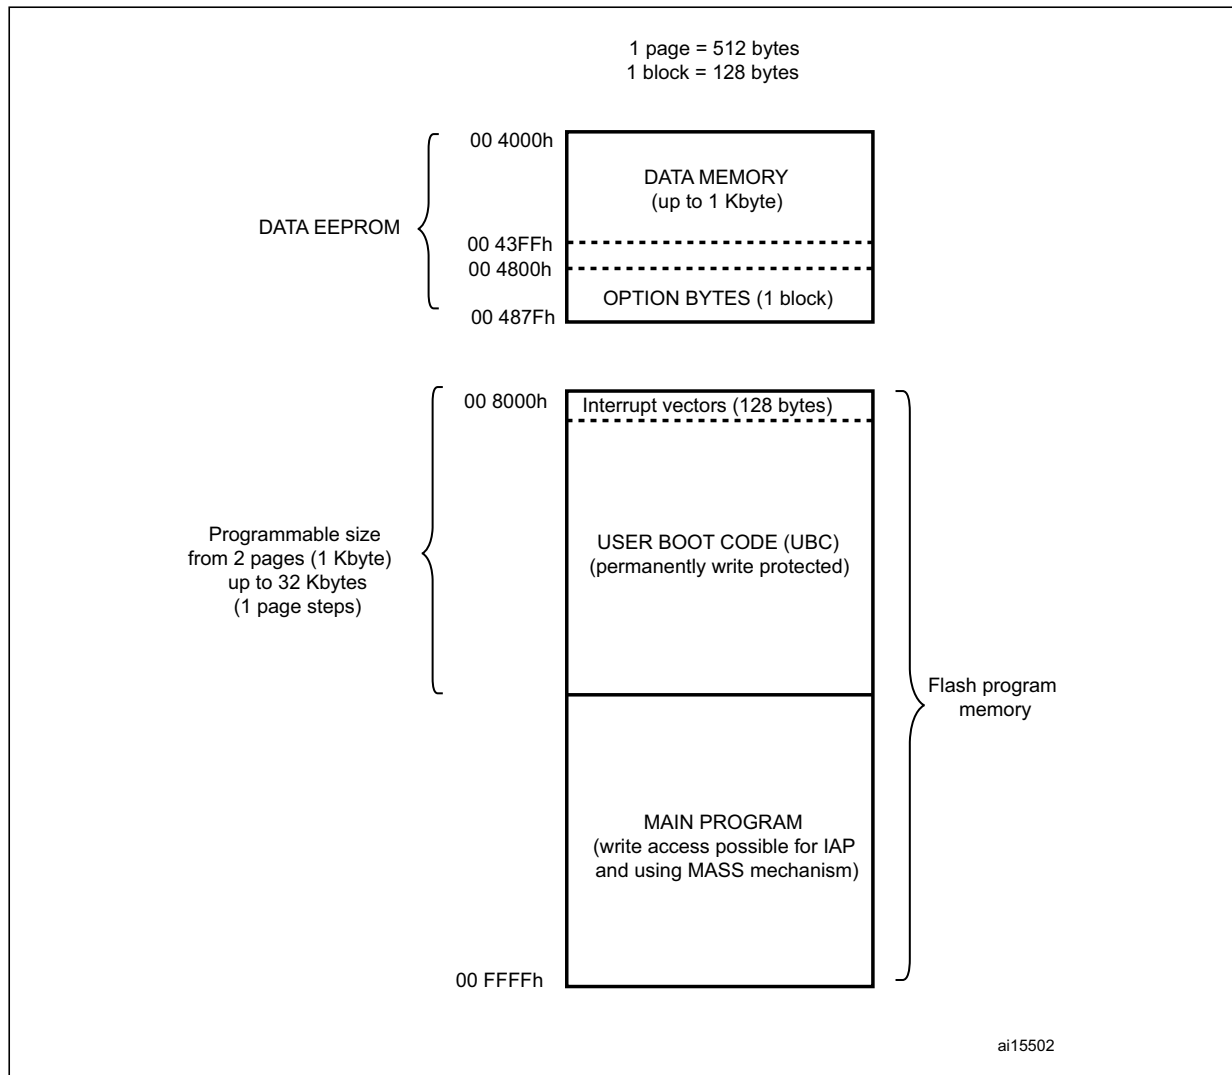 1 page = 512 bytes
1 block = 128 bytes
00 4000h
DATA MEMORY
(up to 1 Kbyte)
DATA EEPROM
00 43FFh
00 4800h
OPTION BYTES (1 block)
00 487Fh
00 8000h
Interrupt vectors (128 bytes)
Programmable size
from 2 pages (1 Kbyte)
up to 32 Kbytes
(1 page steps)
USER BOOT CODE (UBC)
(permanently write protected)
Flash program
memory
MAIN PROGRAM
(write access possible for IAP
and using MASS mechanism)
00 FFFFh
ai15502